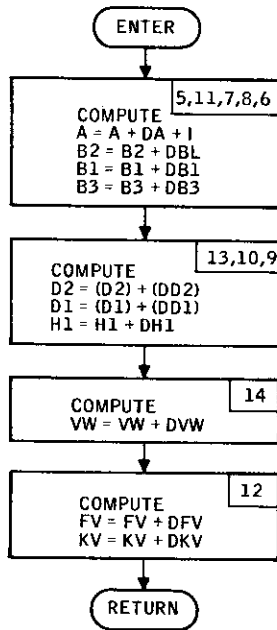 ENTER
5,11,7,8,6
COMPUTE
A = A + DA + I
B2 = B2 + DBL
B1 = B1 + DB1
B3 = B3 + DB3
13,10,9
COMPUTE
D2 = (D2) + (DD2)
D1 = (D1) + (DD1)
H1 = H1 + DH1
14
COMPUTE
VW = VW + DVW
12
COMPUTE
FV = FV + DFV
KV = KV + DKV
RETURN